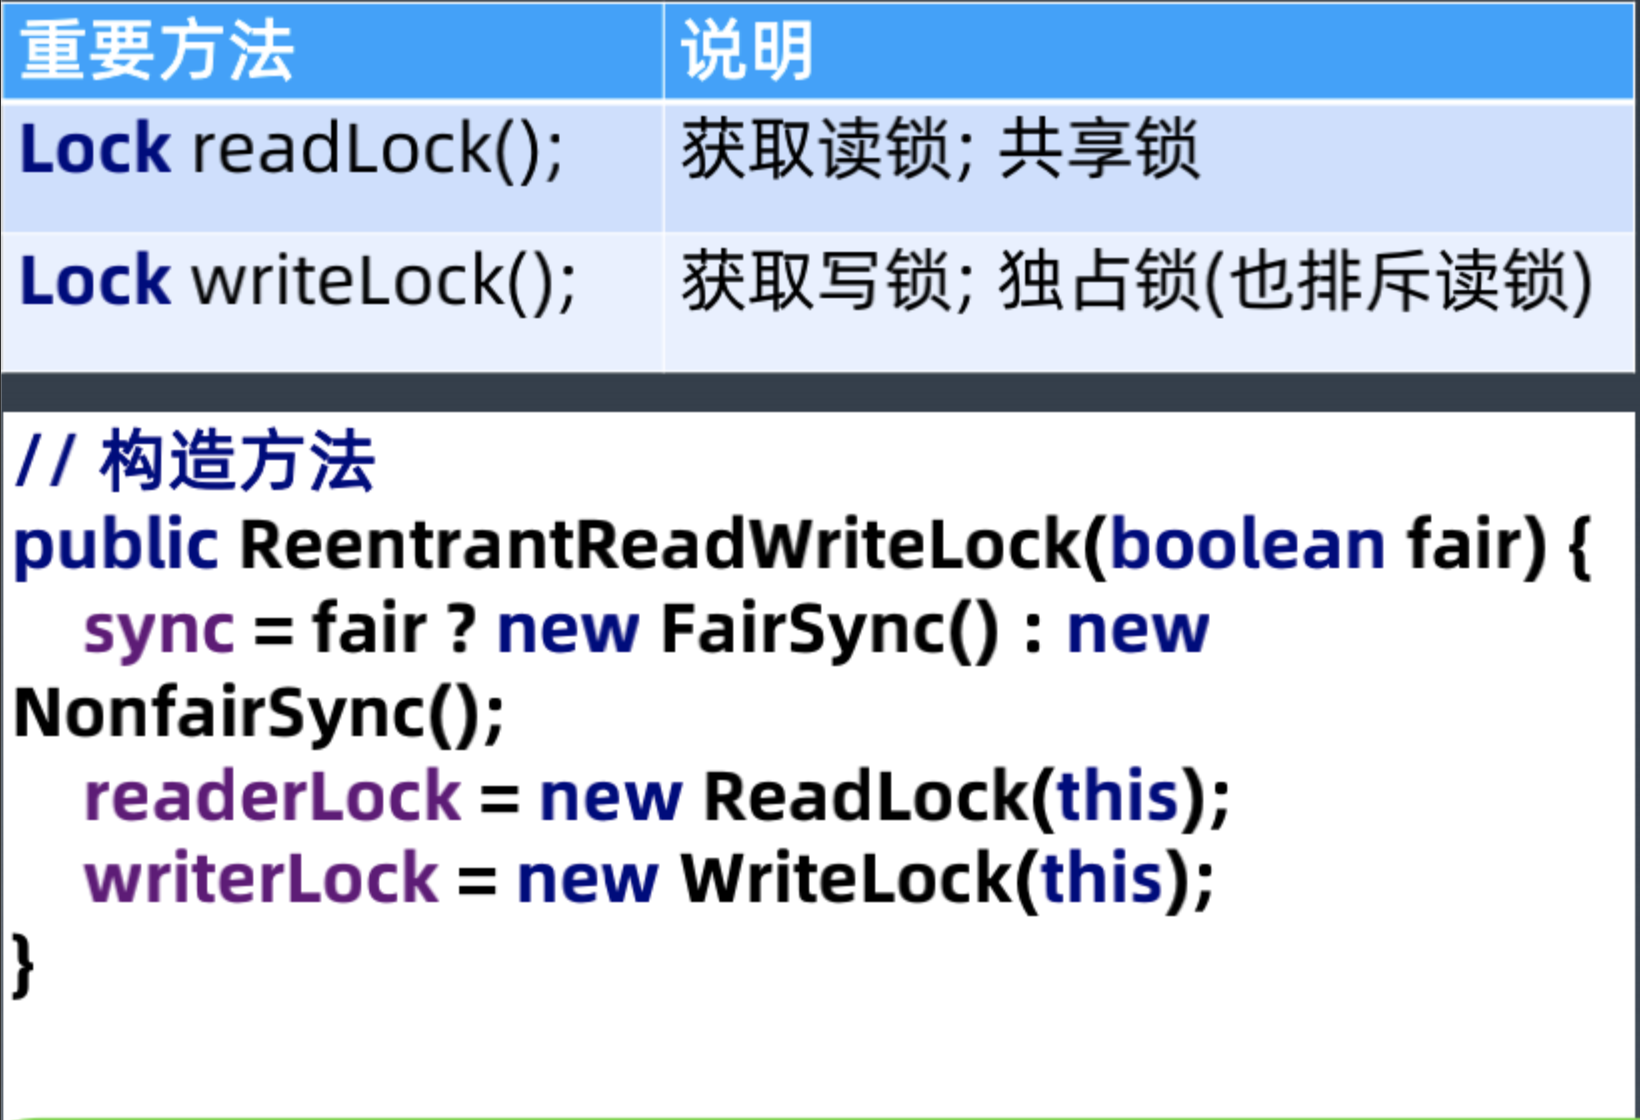 重要方法 说明
Lock readLock(); 获取读锁; 共享锁
Lock writeLock(); 获取写锁; 独占锁(也排斥读锁)
// 构造方法
public ReentrantReadWriteLock(boolean fair) {
    sync = fair ? new FairSync() : new
NonfairSync();
    readerLock = new ReadLock(this);
    writerLock = new WriteLock(this);
}